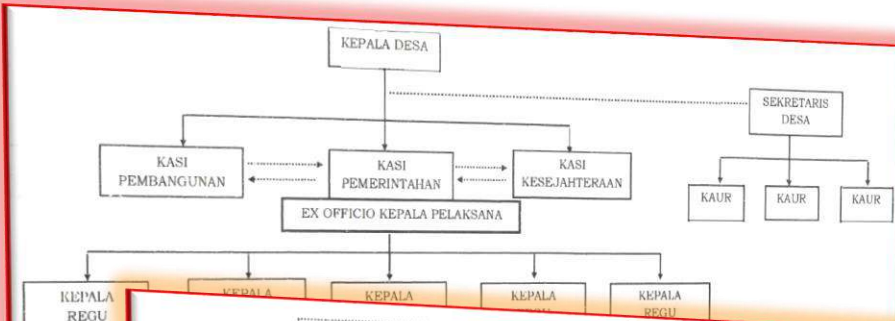 KEPALA DESA
SEKRETARIS
DESA
KASI
PEMBANGUNAN
KASI
PEMERINTAHAN
KASI
KESEJAHTERAAN
EX OFFICIO KEPALA PELAKSANA
KAUR
KAUR
KAUR
KEPALA
REGU
KEPALA
KEPALA
KEPALA
KEPALA
REGU